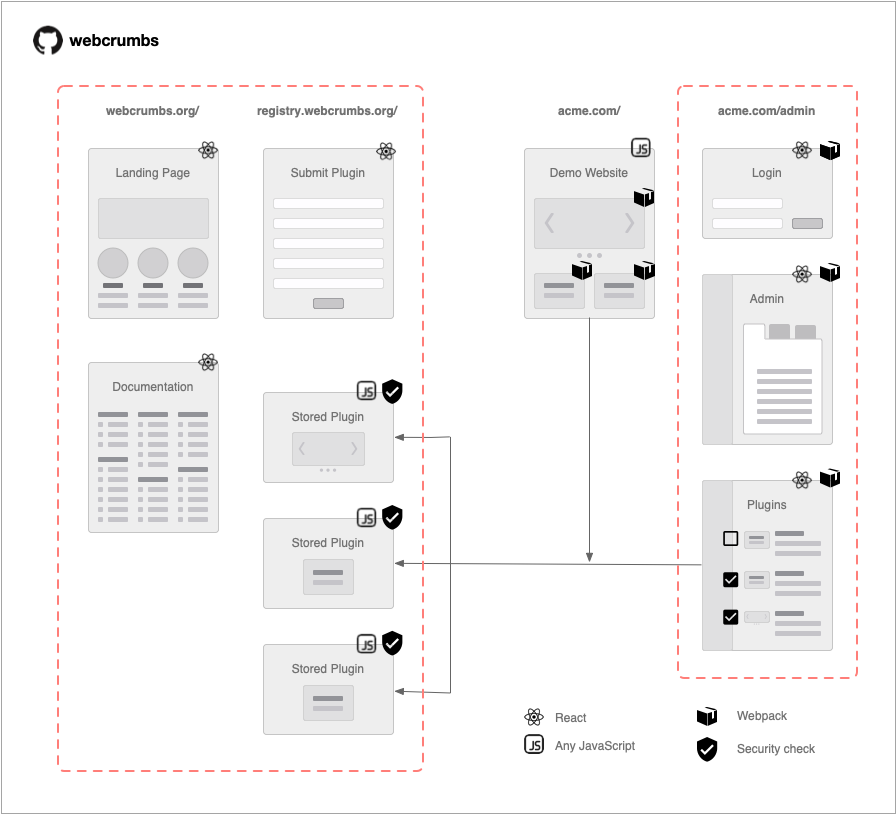 webcrumbs
webcrumbs.org/
registry.webcrumbs.org/
acme.com/
acme.com/admin
Landing Page
Submit Plugin
JS
Demo Website
Login
Admin
Documentation
JS
Stored Plugin
JS
Stored Plugin
Plugins
JS
Stored Plugin
React
Webpack
JS
Any JavaScript
Security check